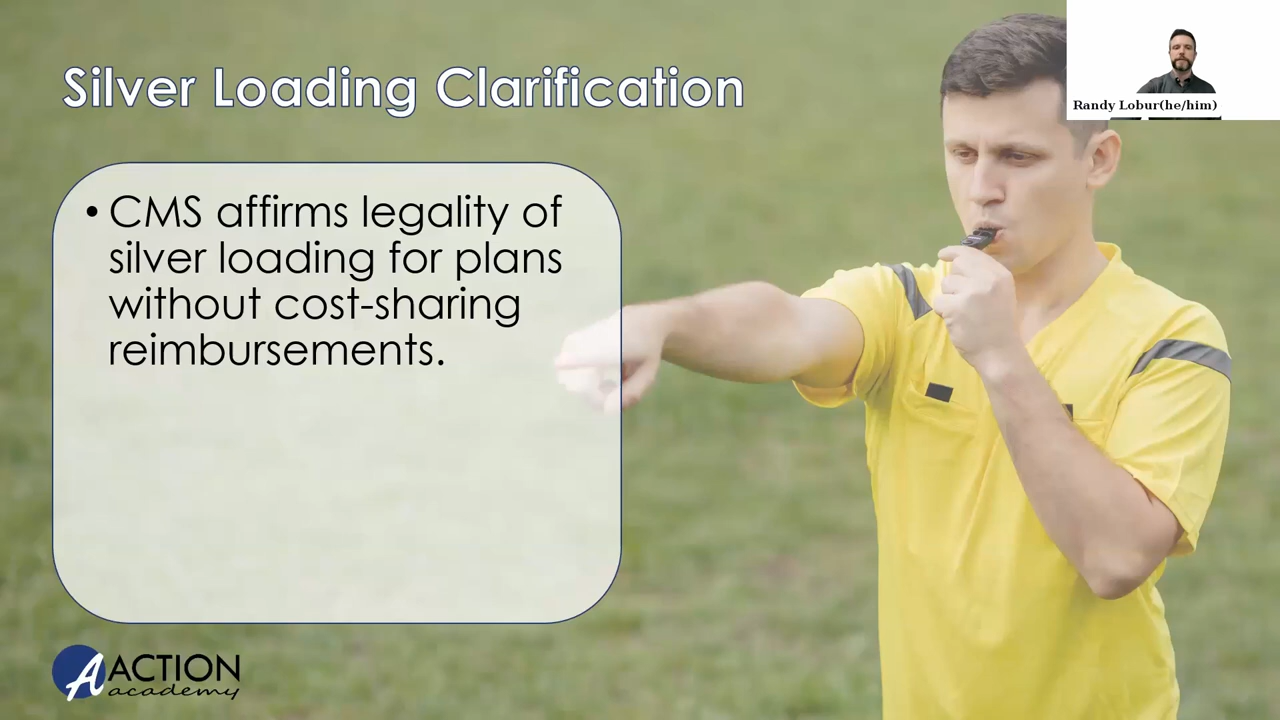 Silver Loading Clarification
Randy Lobur(he/him)
• CMS affirms legality of
silver loading for plans
without cost-sharing
reimbursements.
A ACTION
academy